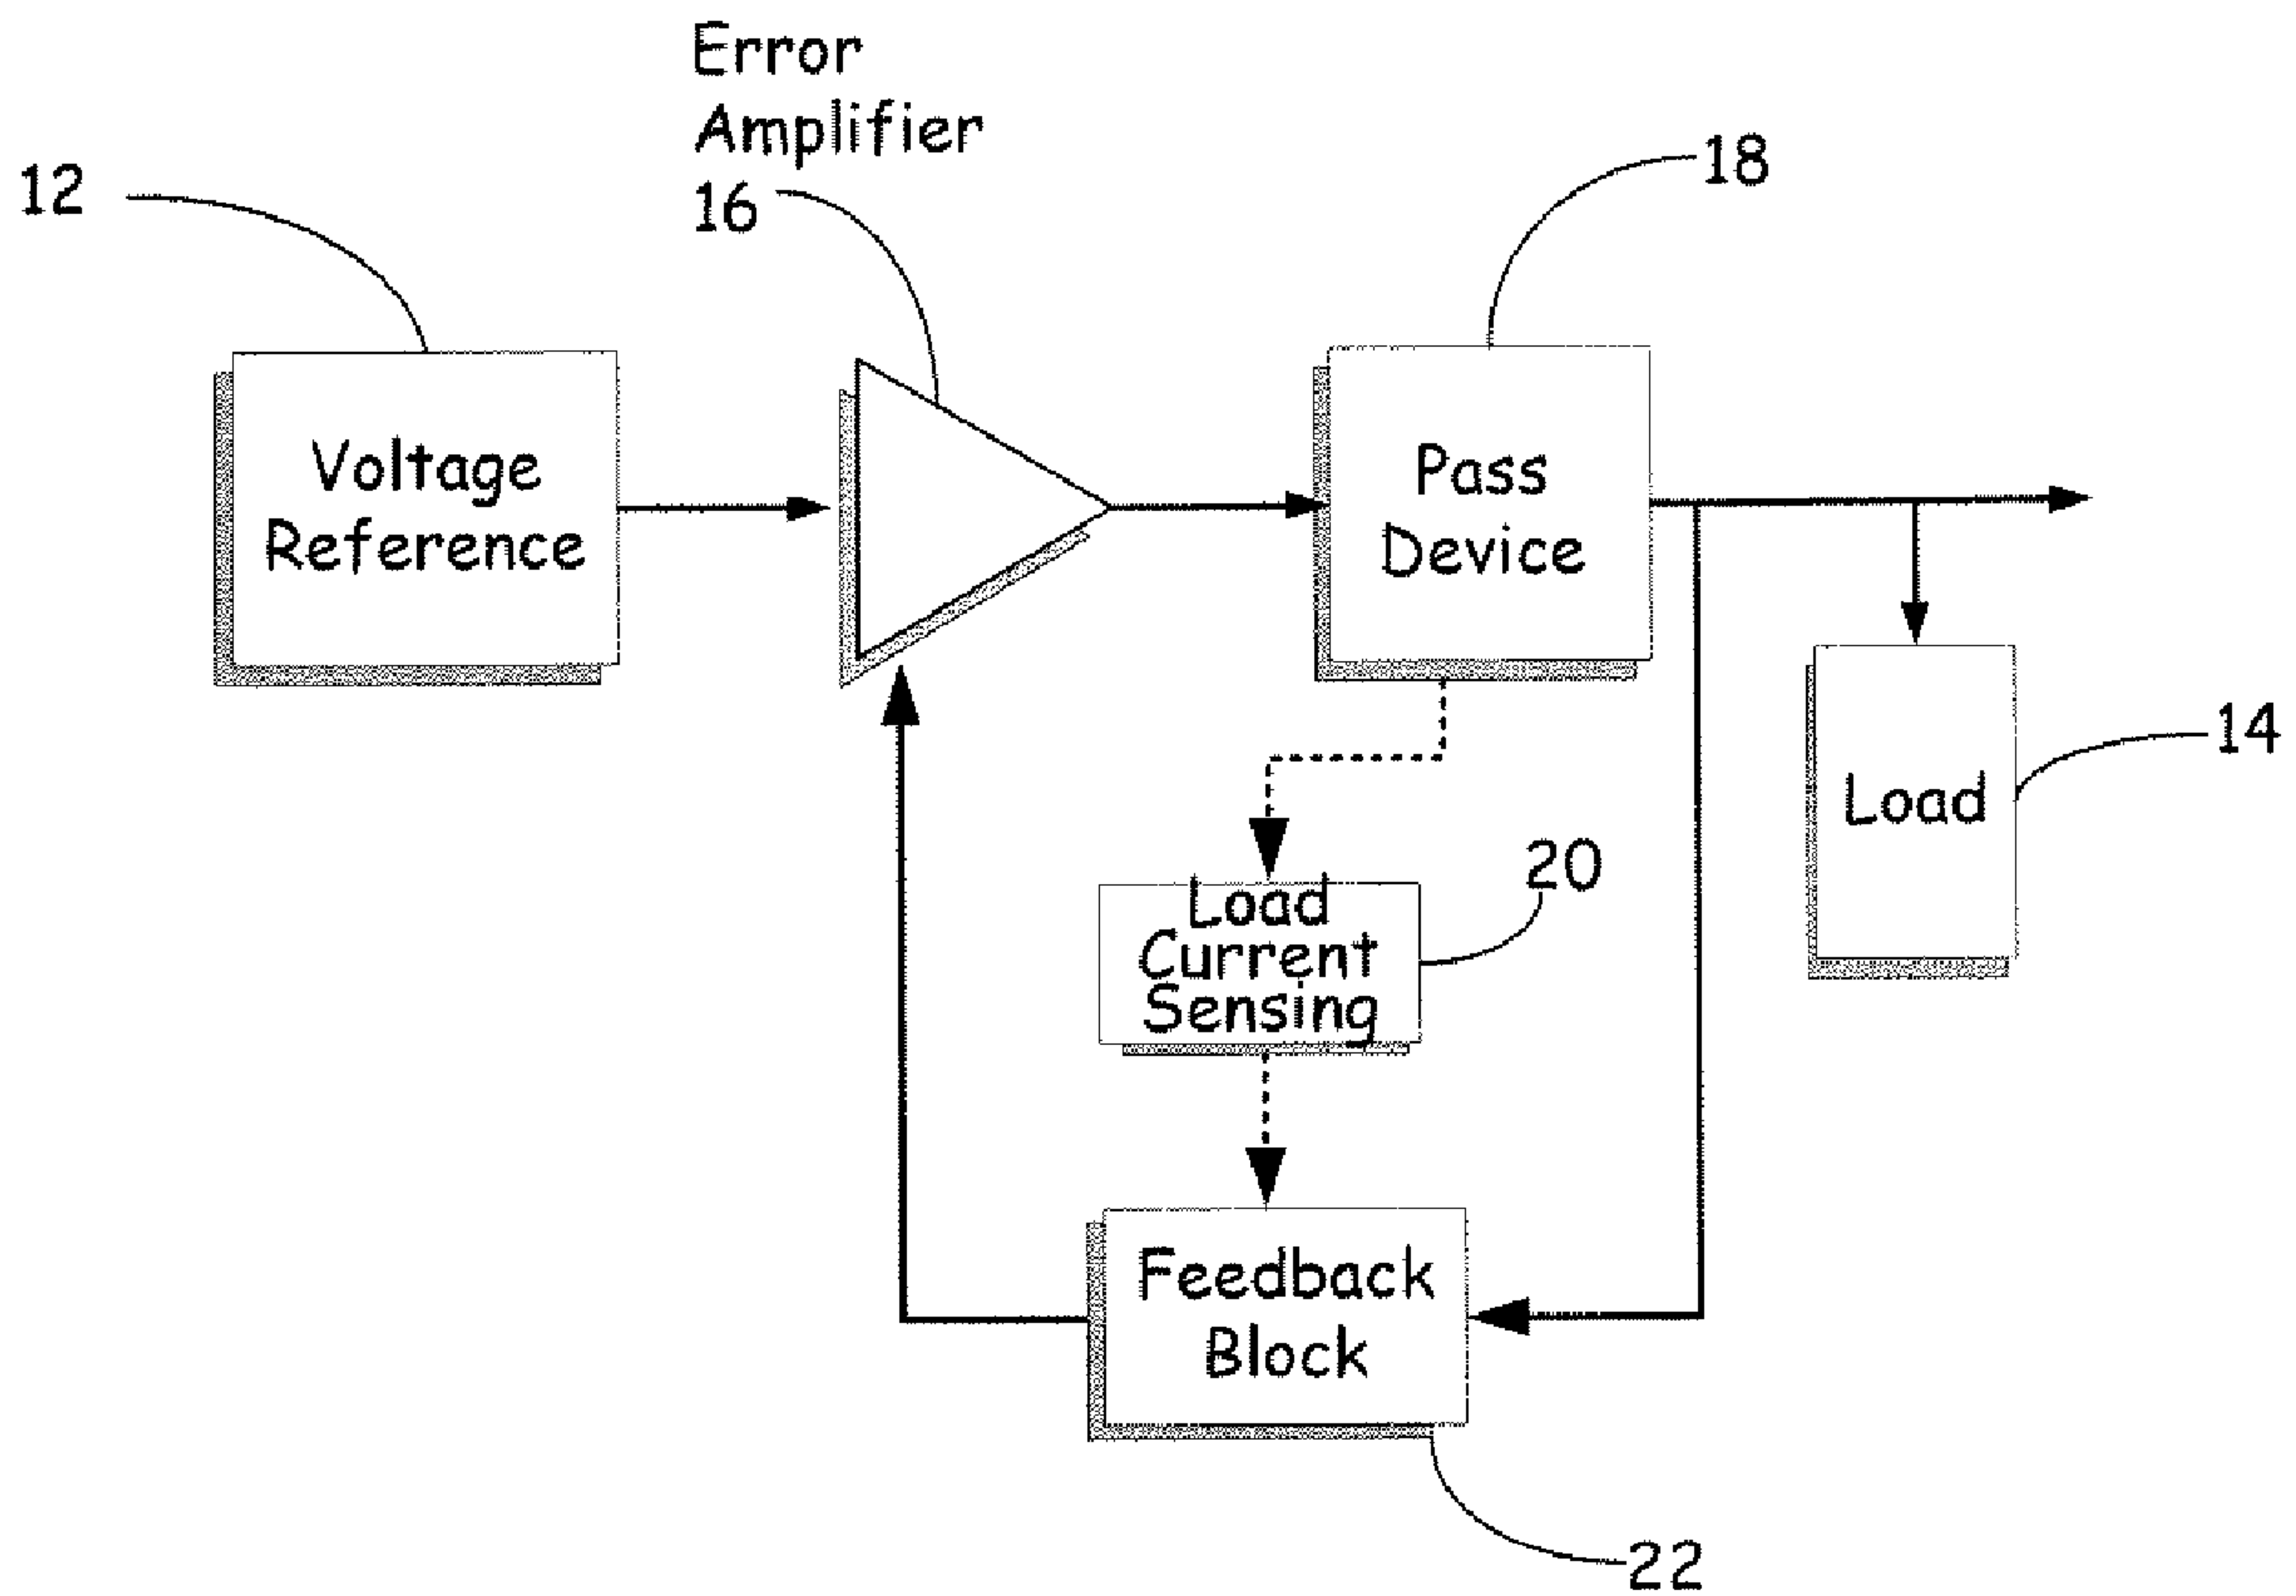 Error
Amplifier
16
12
18
Voltage
Reference
Pass
Device
14
Load
20
Load
Current
Sensing
Feedback
Block
22